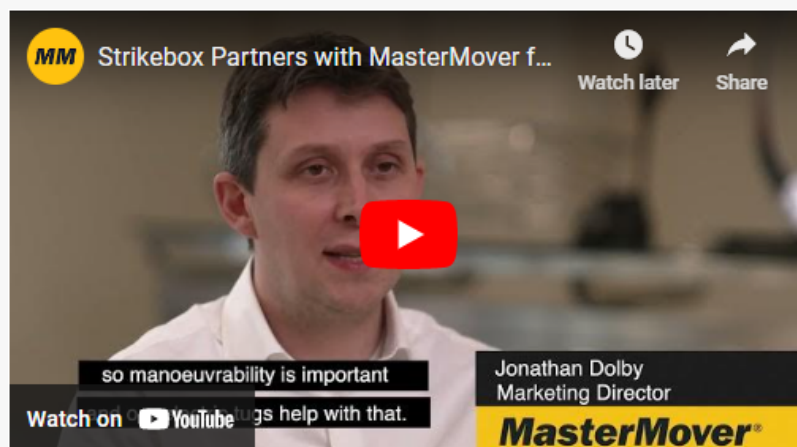 MM
Strikebox Partners with MasterMover f...
Watch later
Share
so manoeuvrability is important
tugs help with that.
Watch on YouTube
Jonathan Dolby
Marketing Director
MasterMover®